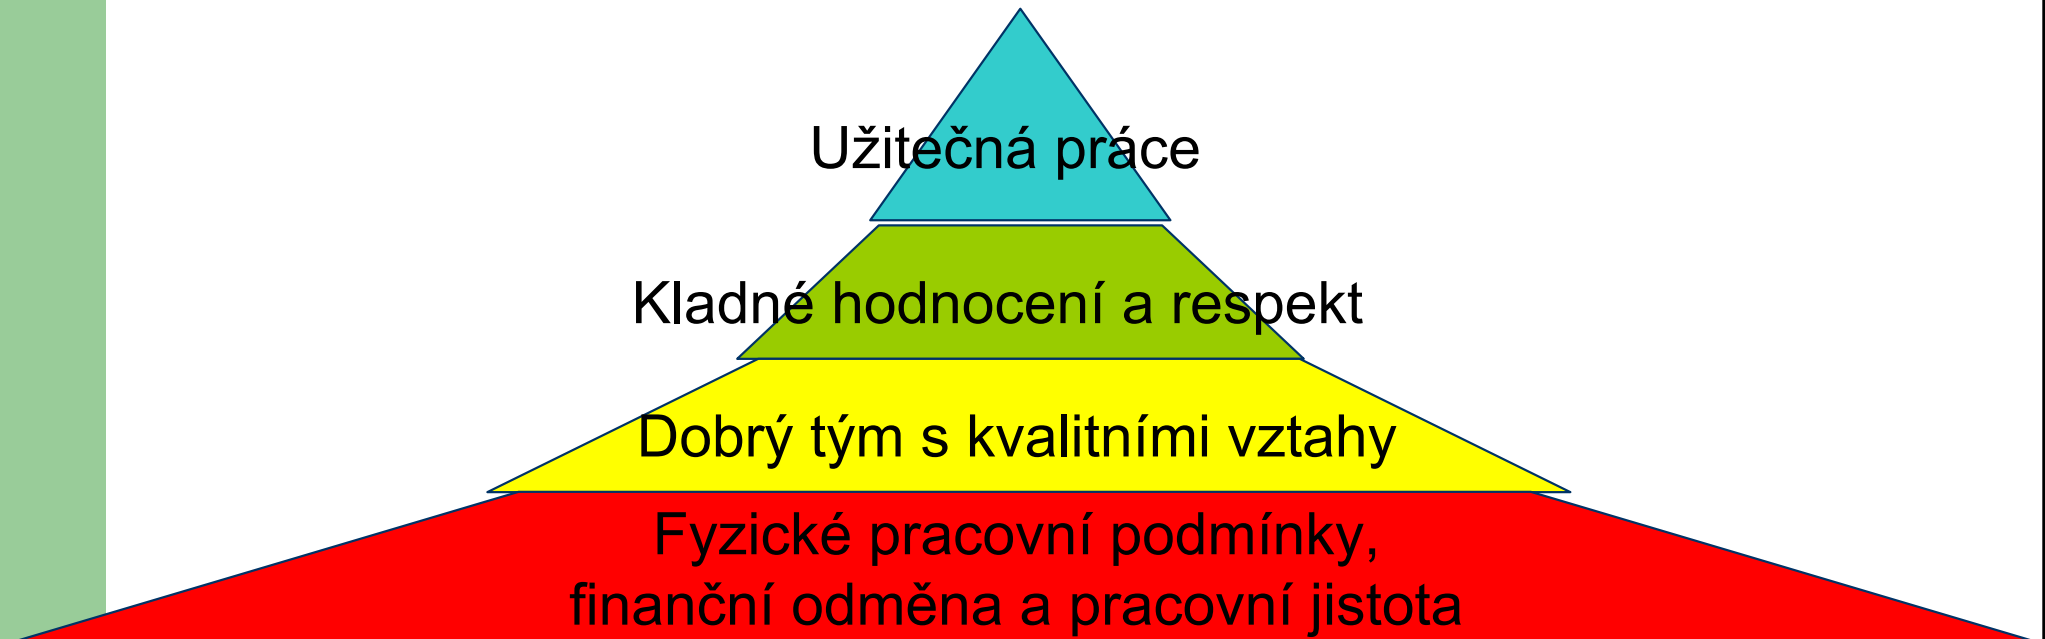 Užitečná práce
Kladné hodnocení a respekt
Dobrý tým s kvalitními vztahy
Fyzické pracovní podmínky,
finanční odměna a pracovní jistota